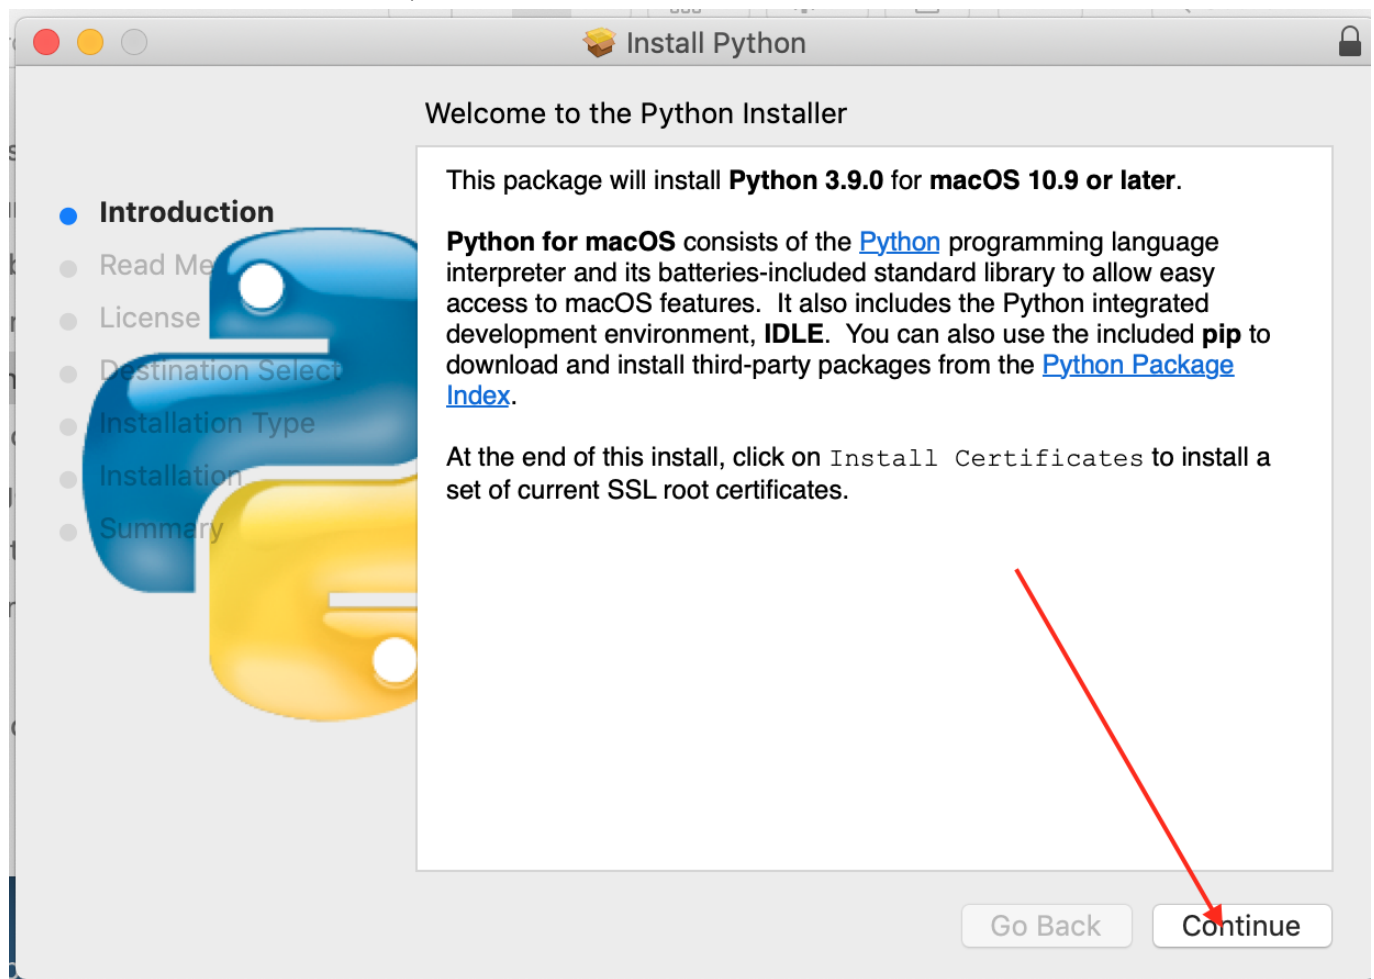 Install Python
Welcome to the Python Installer
Introduction
Read Me
License
Destination Select
Installation Type
Installation
Summary
This package will install Python 3.9.0 for macOS 10.9 or later.
Python for macOS consists of the Python programming language
interpreter and its batteries-included standard library to allow easy
access to macOS features.  It also includes the Python integrated
development environment, IDLE.  You can also use the included pip to
download and install third-party packages from the Python Package
Index.
At the end of this install, click on Install Certificates to install a
set of current SSL root certificates.
Go Back
Continue